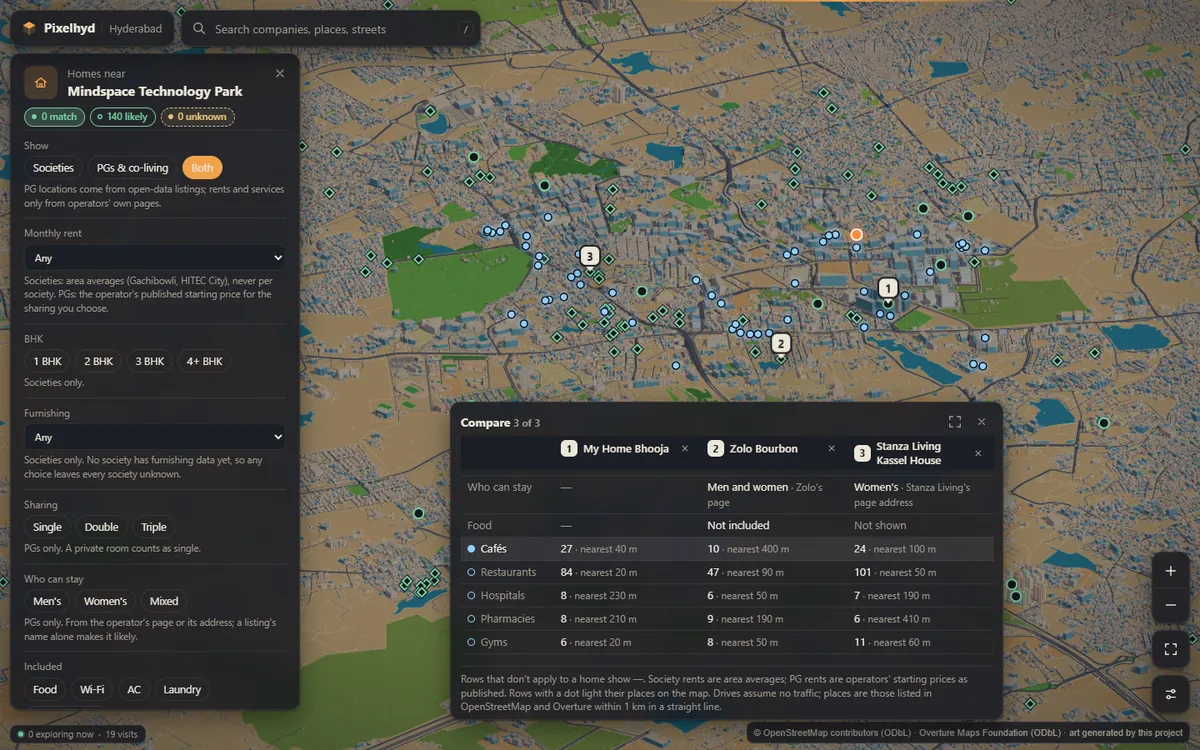 Pixelhyd Hyderabad
Search companies, places, streets /
Homes near
Mindspace Technology Park
0 match 140 likely 0 unknown
Show
Societies PGs & co-living Both
PG locations come from open-data listings; rents and services
only from operators' own pages.
Monthly rent
Any
Societies: area averages (Gachibowli, HITEC City), never per
society. PGs: the operator's published starting price for the
sharing you choose.
BHK
1 BHK 2 BHK 3 BHK 4+ BHK
Societies only.
Furnishing
Any
Societies only. No society has furnishing data yet, so any
choice leaves every society unknown.
Sharing
Single Double Triple
PGs only. A private room counts as single.
Who can stay
Men's Women's Mixed
PGs only. From the operator's page or its address; a listing's
name alone makes it likely.
Included
Food Wi-Fi AC Laundry
0 exploring now · 19 visits
3
1
2
Compare 3 of 3
1 My Home Bhooja × 2 Zolo Bourbon × 3 Stanza Living
Kassel House ×
Who can stay — Men and women · Zolo's
page Women's · Stanza Living's
page address
Food — Not included Not shown
Cafés 27 · nearest 40 m 10 · nearest 400 m 24 · nearest 100 m
Restaurants 84 · nearest 20 m 47 · nearest 90 m 101 · nearest 50 m
Hospitals 8 · nearest 230 m 6 · nearest 50 m 7 · nearest 190 m
Pharmacies 8 · nearest 210 m 9 · nearest 190 m 6 · nearest 410 m
Gyms 6 · nearest 20 m 8 · nearest 50 m 11 · nearest 60 m
Rows that don't apply to a home show —. Society rents are area averages; PG rents are operators' starting prices as
published. Rows with a dot light their places on the map. Drives assume no traffic; places are those listed in
OpenStreetMap and Overture within 1 km in a straight line.
© OpenStreetMap contributors (ODbL) · Overture Maps Foundation (ODbL) · art generated by this project